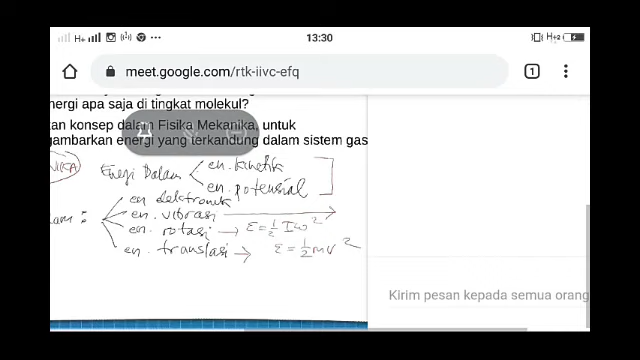 13:30
meet.google.com/rtk-iivc-efq
1
nergi apa saja di tingkat molekul?
kan konsep dalam Fisika Mekanika, untuk
gambarkan energi yang terkandung dalam sistem gas
Energi Dalam
en. kinetik
en. potensial
en elektronik
en. vibrasi
en. rotasi → ε = 1/2 Iω²
en. translasi → ε = 1/2 mv²
Kirim pesan kepada semua orang